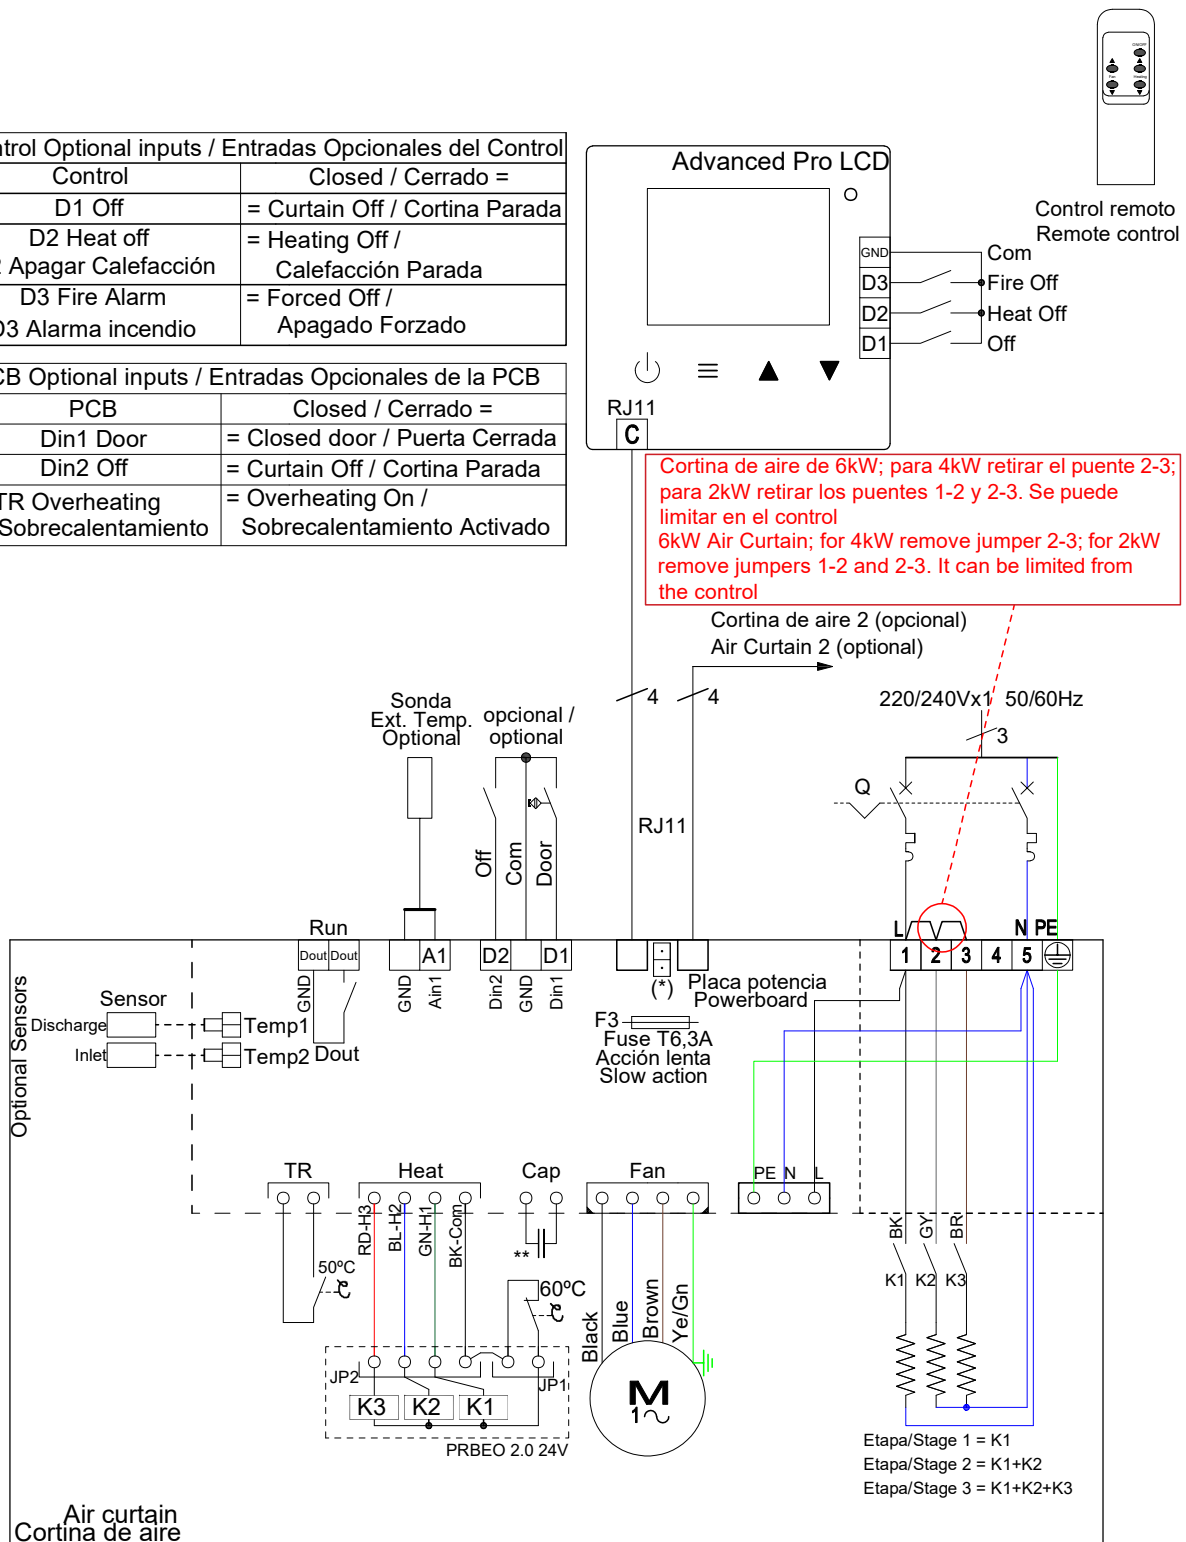 ON/OFF
Fan
Heating
Control remoto
Remote control
ntrol Optional inputs / Entradas Opcionales del Control
Control
Closed / Cerrado =
D1 Off
= Curtain Off / Cortina Parada
D2 Heat off
Apagar Calefacción
= Heating Off /
Calefacción Parada
D3 Fire Alarm
D3 Alarma incendio
= Forced Off /
Apagado Forzado
CB Optional inputs / Entradas Opcionales de la PCB
PCB
Closed / Cerrado =
Din1 Door
= Closed door / Puerta Cerrada
Din2 Off
= Curtain Off / Cortina Parada
TR Overheating
Sobrecalentamiento
= Overheating On /
Sobrecalentamiento Activado
Advanced Pro LCD
GND
D3
D2
D1
Com
Fire Off
Heat Off
Off
RJ11
C
Cortina de aire de 6kW; para 4kW retirar el puente 2-3;
para 2kW retirar los puentes 1-2 y 2-3. Se puede
limitar en el control
6kW Air Curtain; for 4kW remove jumper 2-3; for 2kW
remove jumpers 1-2 and 2-3. It can be limited from
the control
Cortina de aire 2 (opcional)
Air Curtain 2 (optional)
4
4
220/240Vx1 50/60Hz
3
Sonda
Ext. Temp.
Optional
opcional /
optional
Q
RJ11
Off
Com
Door
Run
L
N PE
Dout Dout
A1
D2
D1
1 2 3 4 5
GND
GND
Ain1
Din2
GND
Din1
(*)
Placa potencia
Powerboard
Optional Sensors
Sensor
Discharge
Temp1
Inlet
Temp2
Dout
F3
Fuse T6,3A
Acción lenta
Slow action
TR
Heat
Cap
Fan
PE N L
RD-H3
BL-H2
GN-H1
BK-Com
**
50ºC
60ºC
Black
Blue
Brown
Ye/Gn
BK
GY
BR
K1
K2
K3
JP2
JP1
K3
K2
K1
M
1
PRBEO 2.0 24V
Etapa/Stage 1 = K1
Etapa/Stage 2 = K1+K2
Etapa/Stage 3 = K1+K2+K3
Air curtain
Cortina de aire